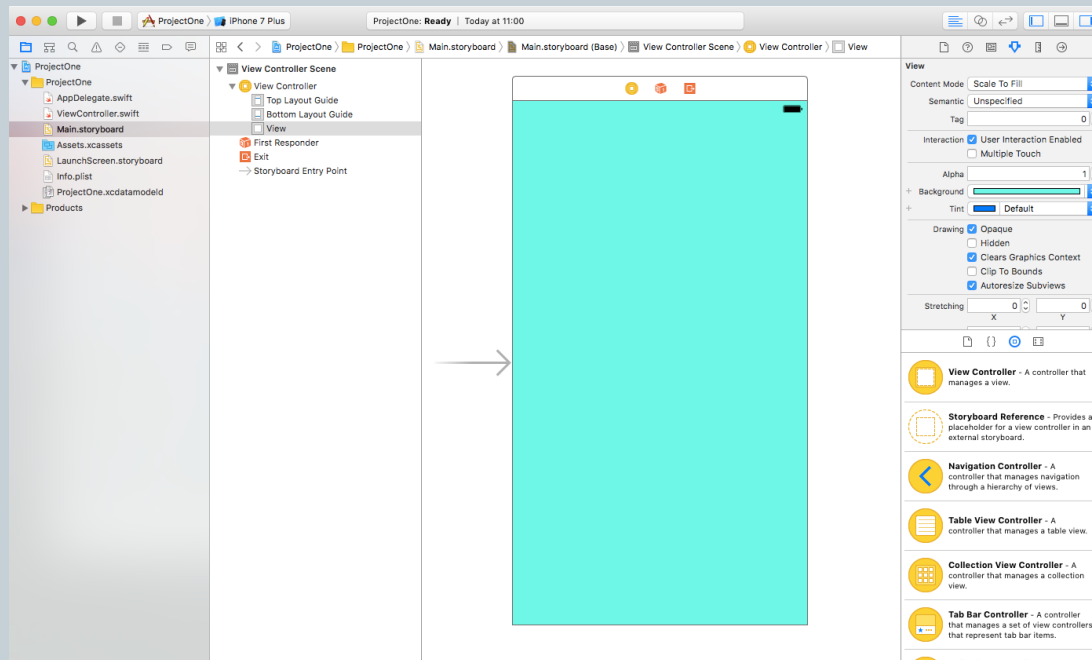 ProjectOne iPhone 7 Plus
ProjectOne: Ready | Today at 11:00
ProjectOne ProjectOne Main.storyboard Main.storyboard (Base) View Controller Scene View Controller View
ProjectOne
ProjectOne
AppDelegate.swift
ViewController.swift
Main.storyboard
Assets.xcassets
LaunchScreen.storyboard
Info.plist
ProjectOne.xcdatamodeld
Products
View Controller Scene
View Controller
Top Layout Guide
Bottom Layout Guide
View
First Responder
Exit
Storyboard Entry Point
View
Content Mode Scale To Fill
Semantic Unspecified
Tag 0
Interaction User Interaction Enabled
Multiple Touch
Alpha 1
Background
Tint Default
Drawing Opaque
Hidden
Clears Graphics Context
Clip To Bounds
Autoresize Subviews
Stretching 0 0
X Y
View Controller - A controller that
manages a view.
Storyboard Reference - Provides a
placeholder for a view controller in an
external storyboard.
Navigation Controller - A
controller that manages navigation
through a hierarchy of views.
Table View Controller - A
controller that manages a table view.
Collection View Controller - A
controller that manages a collection
view.
Tab Bar Controller - A controller
that manages a set of view controllers
that represent tab bar items.